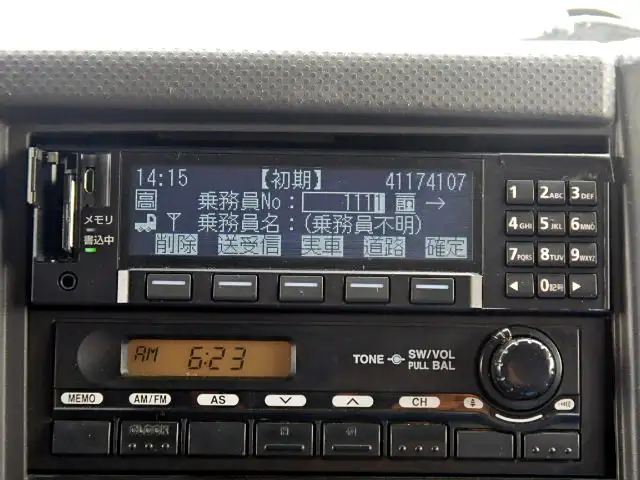 14:15 【初期】 41174107
高 乗務員No: 1111 →
乗務員名:(乗務員不明)
削除 送受信 実車 道路 確定
メモリ
書込中
1 2ABC 3DEF
4GHI 5JKL 6MNO
7PQRS 8TUV 9WXYZ
◀ 0記号 ▶
AM 6:23
TONE SW/VOL
PULL BAL
MEMO AM/FM AS CH
CLOCK